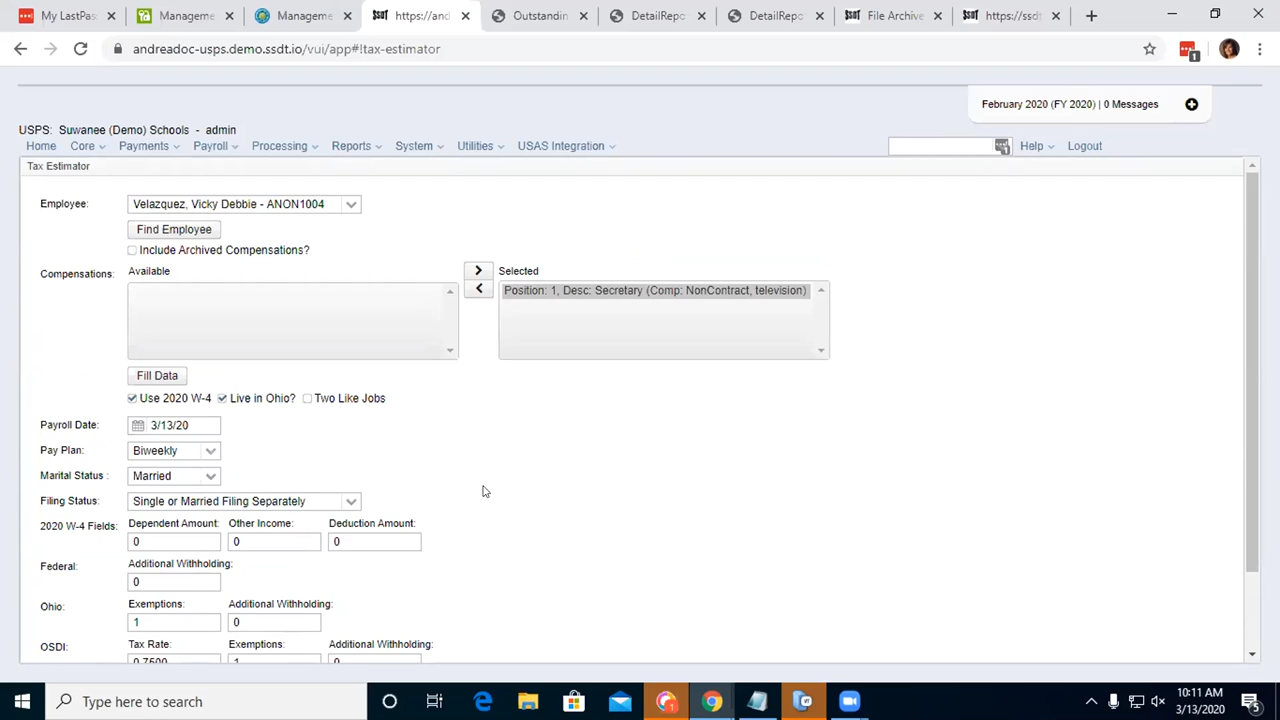 My LastPas
Manageme
Manageme
https://and
Outstandin
DetailRepo
DetailRepo
File Archive
https://ssdt
andreadoc-usps.demo.ssdt.io/vui/app#!tax-estimator
1
February 2020 (FY 2020) | 0 Messages
USPS: Suwanee (Demo) Schools - admin
Home Core Payments Payroll Processing Reports System Utilities USAS Integration Help Logout
Tax Estimator
Employee: Velazquez, Vicky Debbie - ANON1004
Find Employee
Include Archived Compensations?
Compensations: Available Selected
Position: 1, Desc: Secretary (Comp: NonContract, television)
Fill Data
Use 2020 W-4 Live in Ohio? Two Like Jobs
Payroll Date: 3/13/20
Pay Plan: Biweekly
Marital Status : Married
Filing Status: Single or Married Filing Separately
2020 W-4 Fields: Dependent Amount: Other Income: Deduction Amount:
0 0 0
Federal: Additional Withholding:
0
Ohio: Exemptions: Additional Withholding:
1 0
OSDI: Tax Rate: Exemptions: Additional Withholding:
0.7500 1 0
Type here to search
10:11 AM
3/13/2020
5